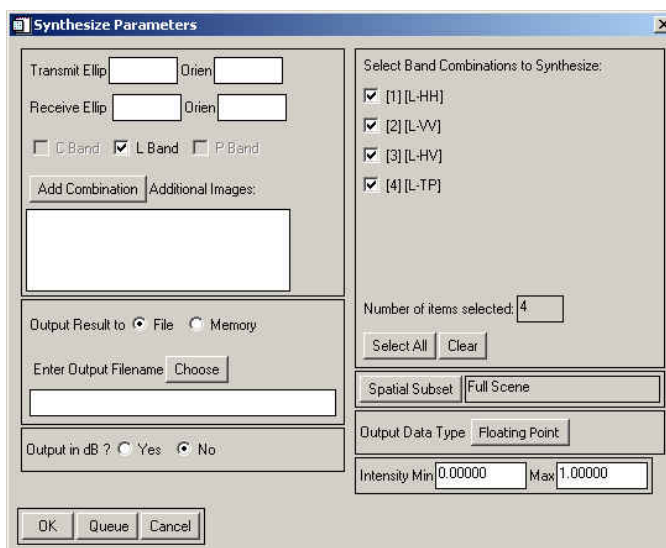 Synthesize Parameters
Transmit Ellip Orien
Receive Ellip Orien
C Band L Band P Band
Add Combination Additional Images:
Output Result to File Memory
Enter Output Filename Choose
Output in dB ? Yes No
OK Queue Cancel
Select Band Combinations to Synthesize:
[1] [L-HH]
[2] [L-VV]
[3] [L-HV]
[4] [L-TP]
Number of items selected: 4
Select All Clear
Spatial Subset Full Scene
Output Data Type Floating Point
Intensity Min 0.00000 Max 1.00000